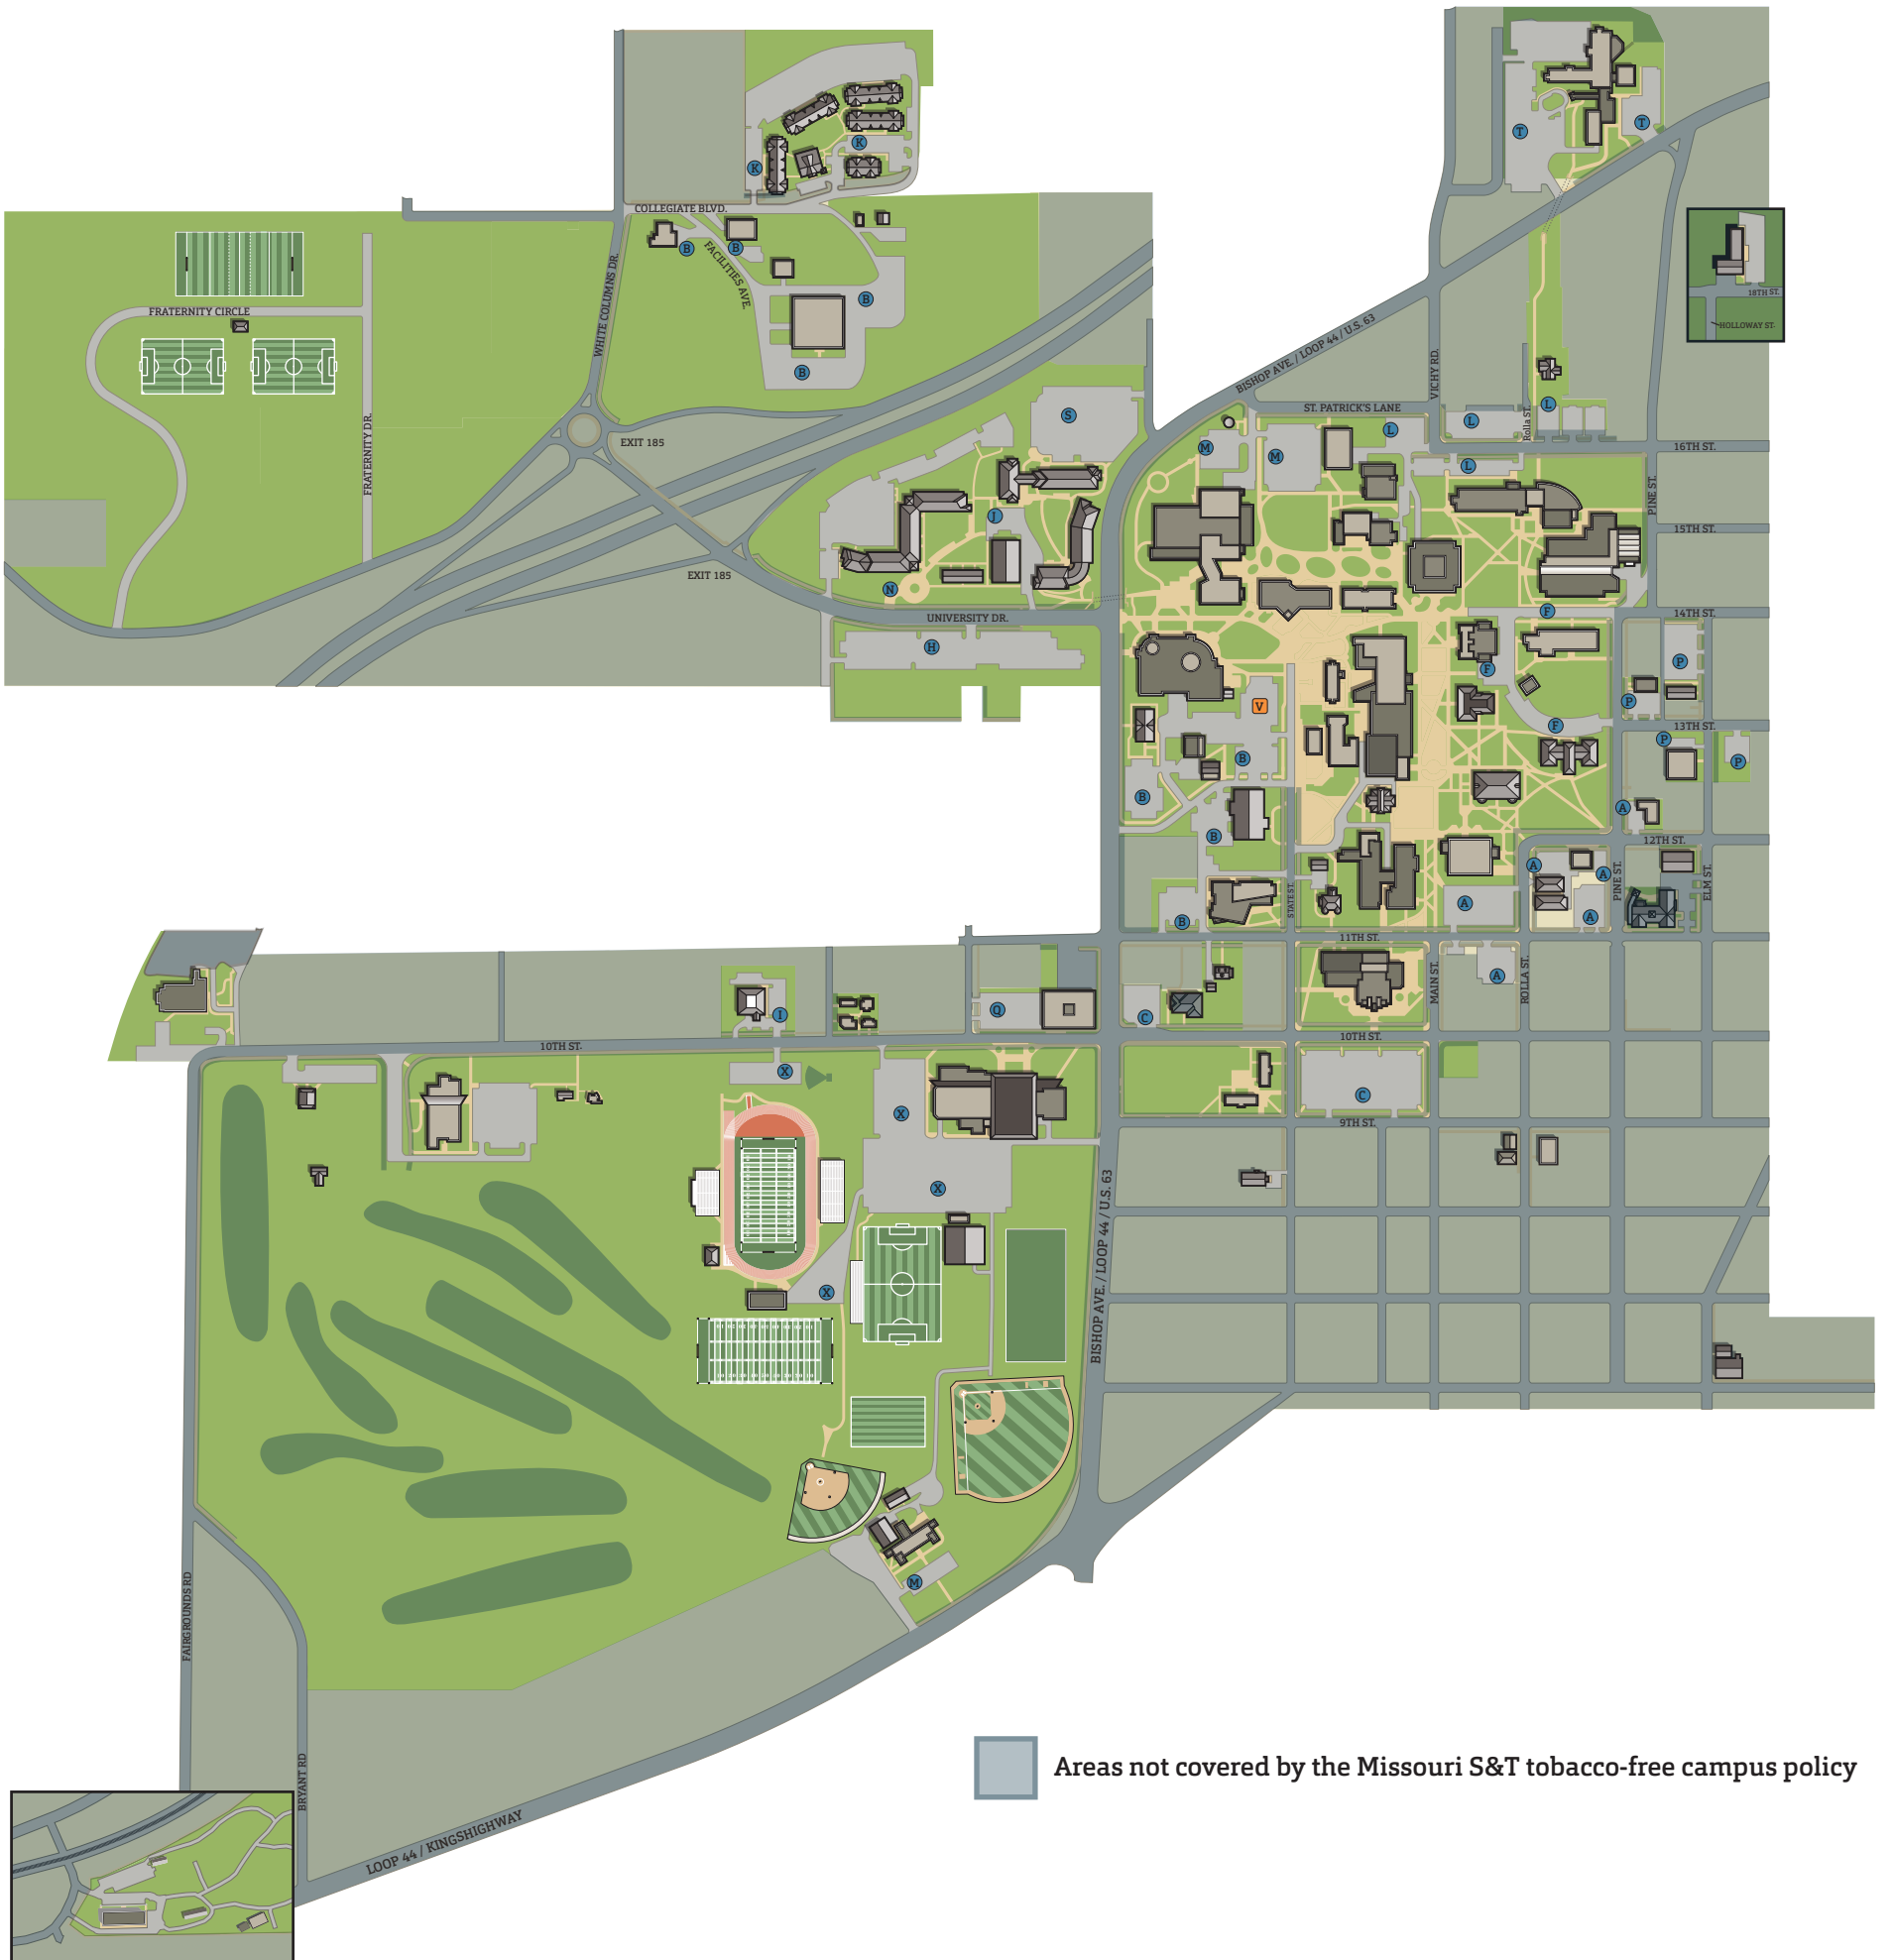 T
T
K
K
COLLEGIATE BLVD.
B
B
FACILITIES AVE.
WHITE COLUMNS DR.
B
B
18TH ST.
HOLLOWAY ST.
FRATERNITY CIRCLE
FRATERNITY DR.
BISHOP AVE. / LOOP 44 / U.S. 63
VICHY RD.
ST. PATRICK'S LANE
Rolla ST.
L
L
L
L
S
M
M
EXIT 185
16TH ST.
PINE ST.
15TH ST.
J
EXIT 185
N
UNIVERSITY DR.
H
F
14TH ST.
F
P
P
V
F
13TH ST.
P
P
B
B
A
B
12TH ST.
A
A
PINE ST.
ELM ST.
STATE ST.
A
A
B
11TH ST.
MAIN ST.
ROLLA ST.
A
I
Q
C
10TH ST.
10TH ST.
X
X
C
9TH ST.
X
BISHOP AVE. / LOOP 44 / U.S. 63
X
M
FAIRGROUNDS RD
BRYANT RD
LOOP 44 / KINGSHIGHWAY
Areas not covered by the Missouri S&T tobacco-free campus policy